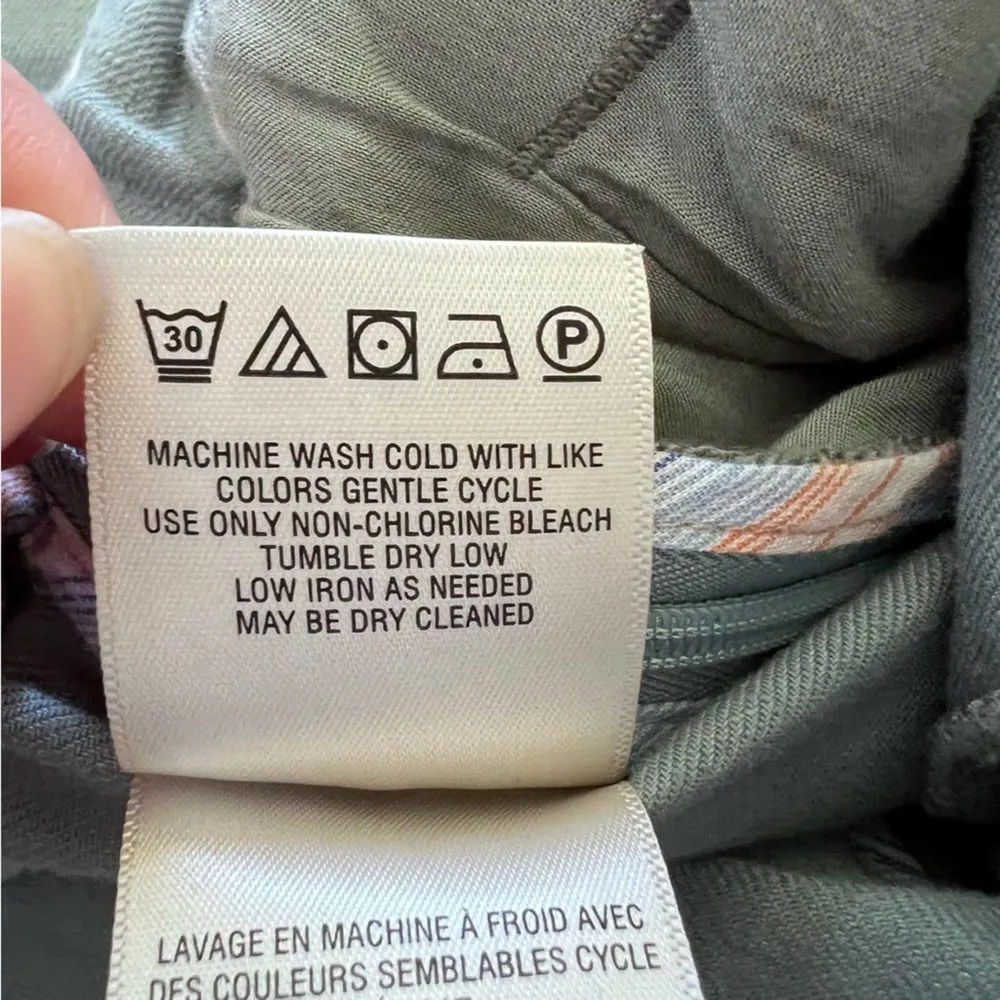 30 P
MACHINE WASH COLD WITH LIKE
COLORS GENTLE CYCLE
USE ONLY NON-CHLORINE BLEACH
TUMBLE DRY LOW
LOW IRON AS NEEDED
MAY BE DRY CLEANED
LAVAGE EN MACHINE À FROID AVEC
DES COULEURS SEMBLABLES CYCLE